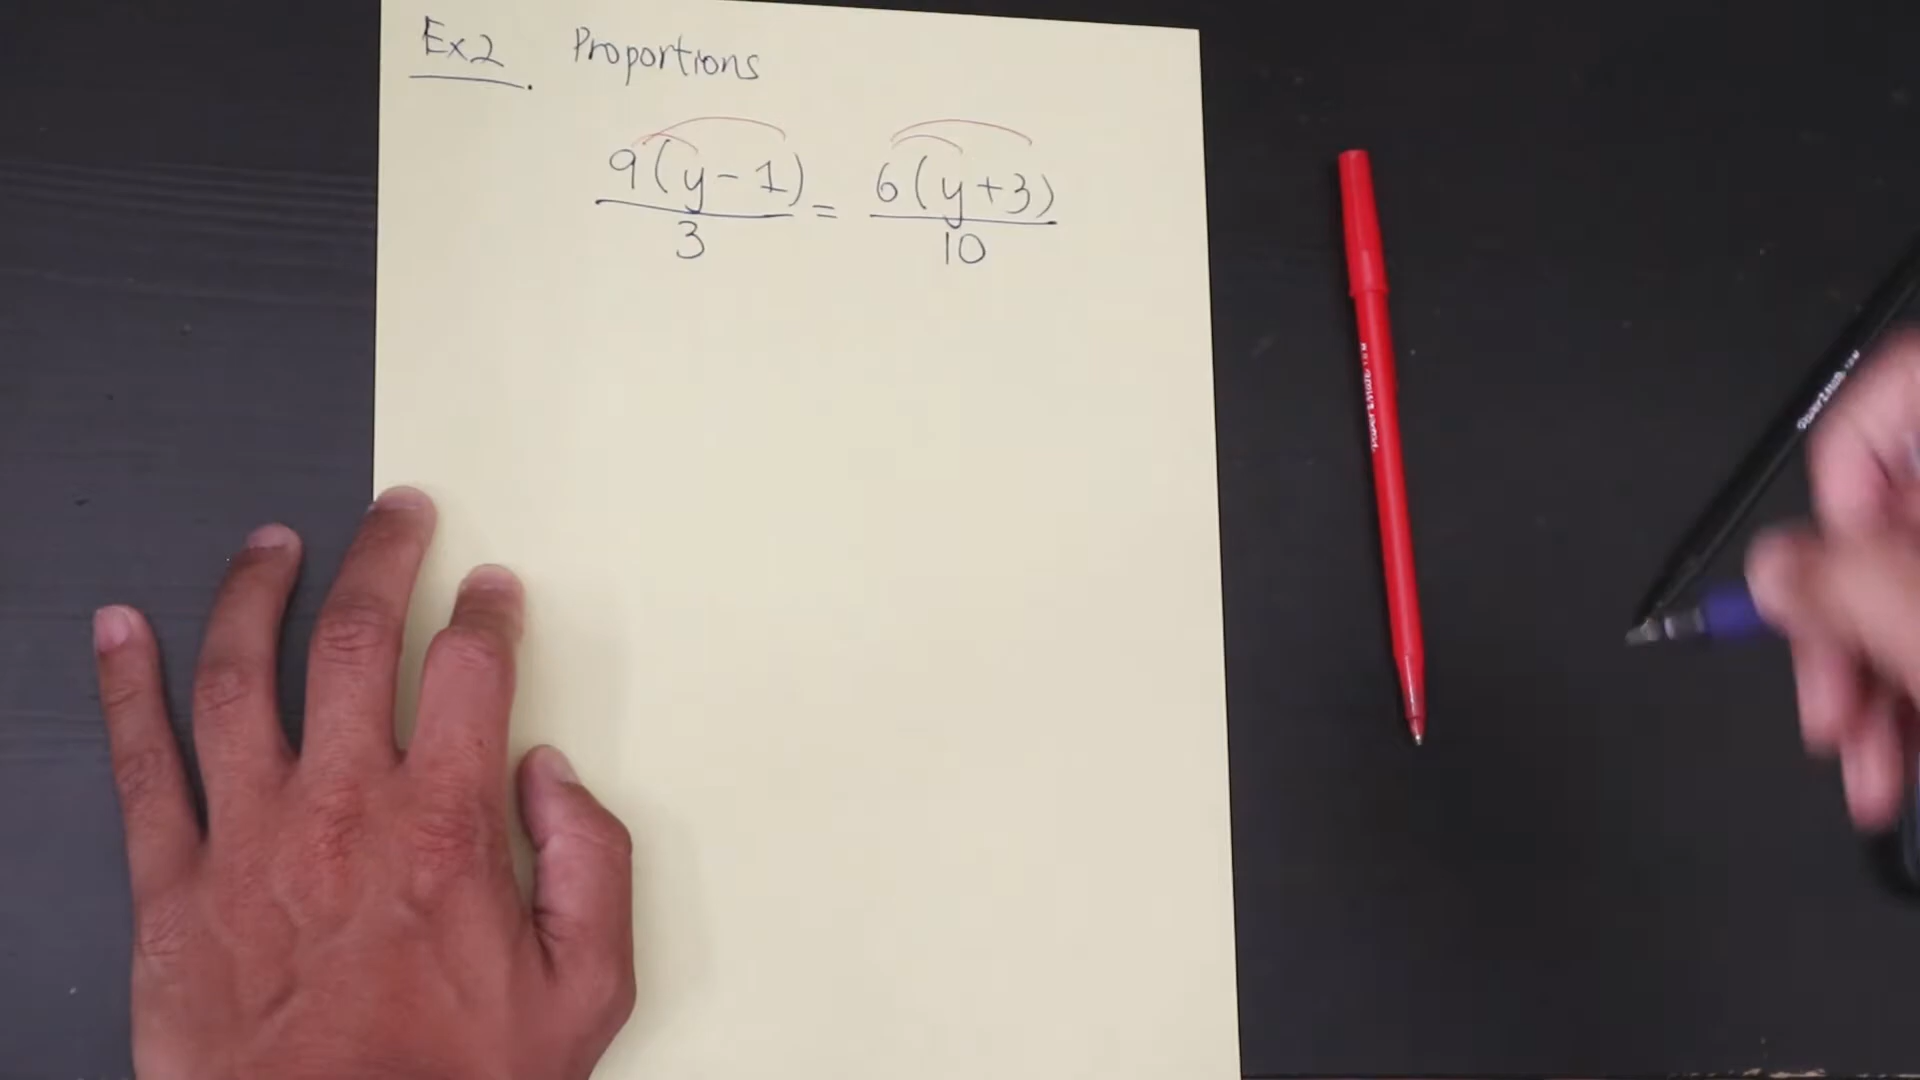 Ex2. Proportions
9(y-1)/3 = 6(y+3)/10